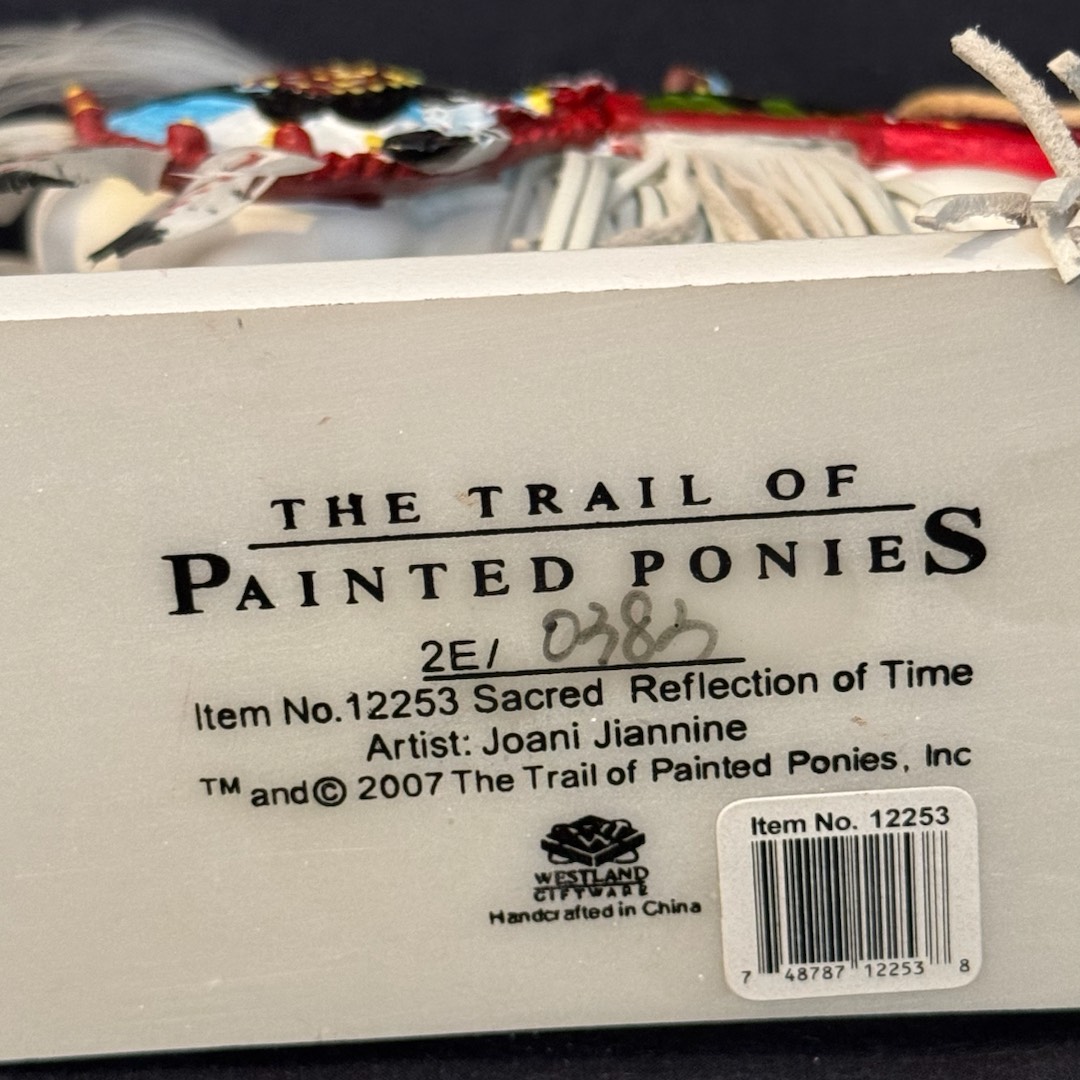 THE TRAIL OF
PAINTED PONIES
2E/ 0383
Item No.12253 Sacred Reflection of Time
Artist: Joani Jiannine
TM and © 2007 The Trail of Painted Ponies, Inc
WESTLAND
GIFTWARE
Handcrafted in China
Item No. 12253
7 48787 12253 8